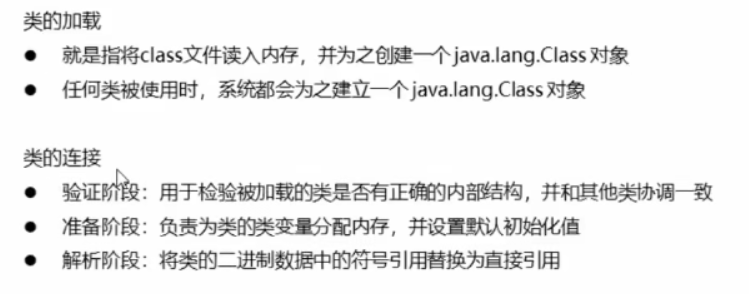 类的加载
● 就是指将class文件读入内存，并为之创建一个 java.lang.Class 对象
● 任何类被使用时，系统都会为之建立一个 java.lang.Class 对象
类的连接
● 验证阶段：用于检验被加载的类是否有正确的内部结构，并和其他类协调一致
● 准备阶段：负责为类的类变量分配内存，并设置默认初始化值
● 解析阶段：将类的二进制数据中的符号引用替换为直接引用